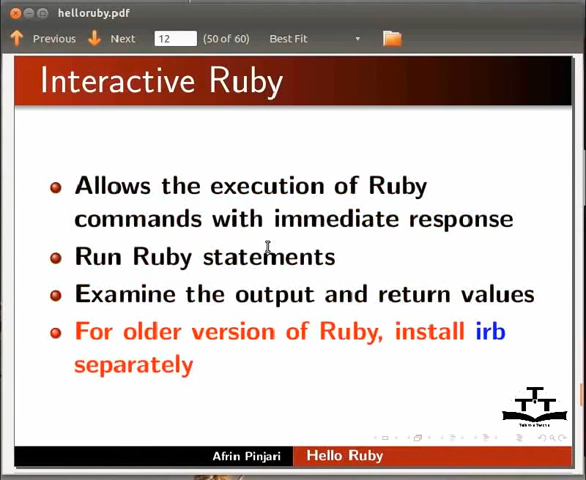 helloruby.pdf
Previous Next 12 (50 of 60) Best Fit
Interactive Ruby
Allows the execution of Ruby
commands with immediate response
Run Ruby statements
Examine the output and return values
For older version of Ruby, install irb
separately
Afrin Pinjari Hello Ruby